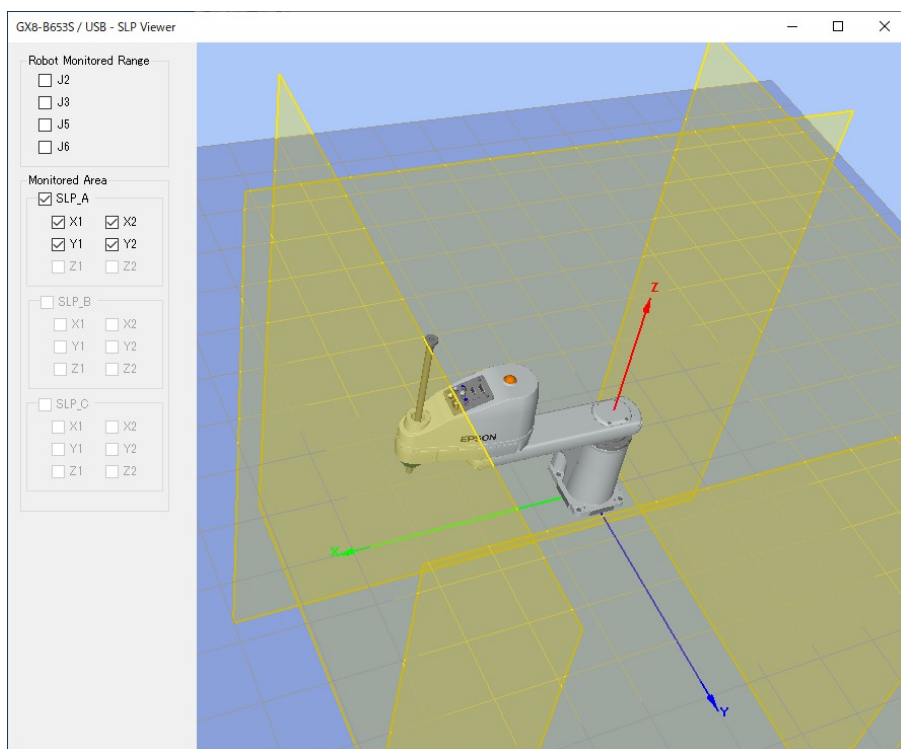 GX8-B653S / USB - SLP Viewer
Robot Monitored Range
J2
J3
J5
J6
Monitored Area
SLP_A
X1 X2
Y1 Y2
Z1 Z2
SLP_B
X1 X2
Y1 Y2
Z1 Z2
SLP_C
X1 X2
Y1 Y2
Z1 Z2
Z
EPSON
X
Y